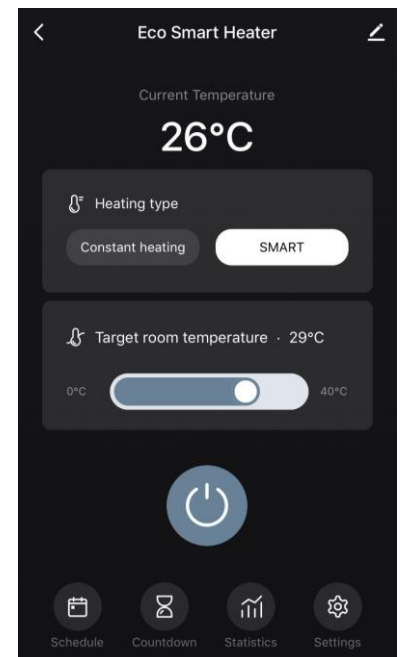 Eco Smart Heater
Current Temperature
26°C
Heating type
Constant heating SMART
Target room temperature · 29°C
0°C 40°C
Schedule Countdown Statistics Settings